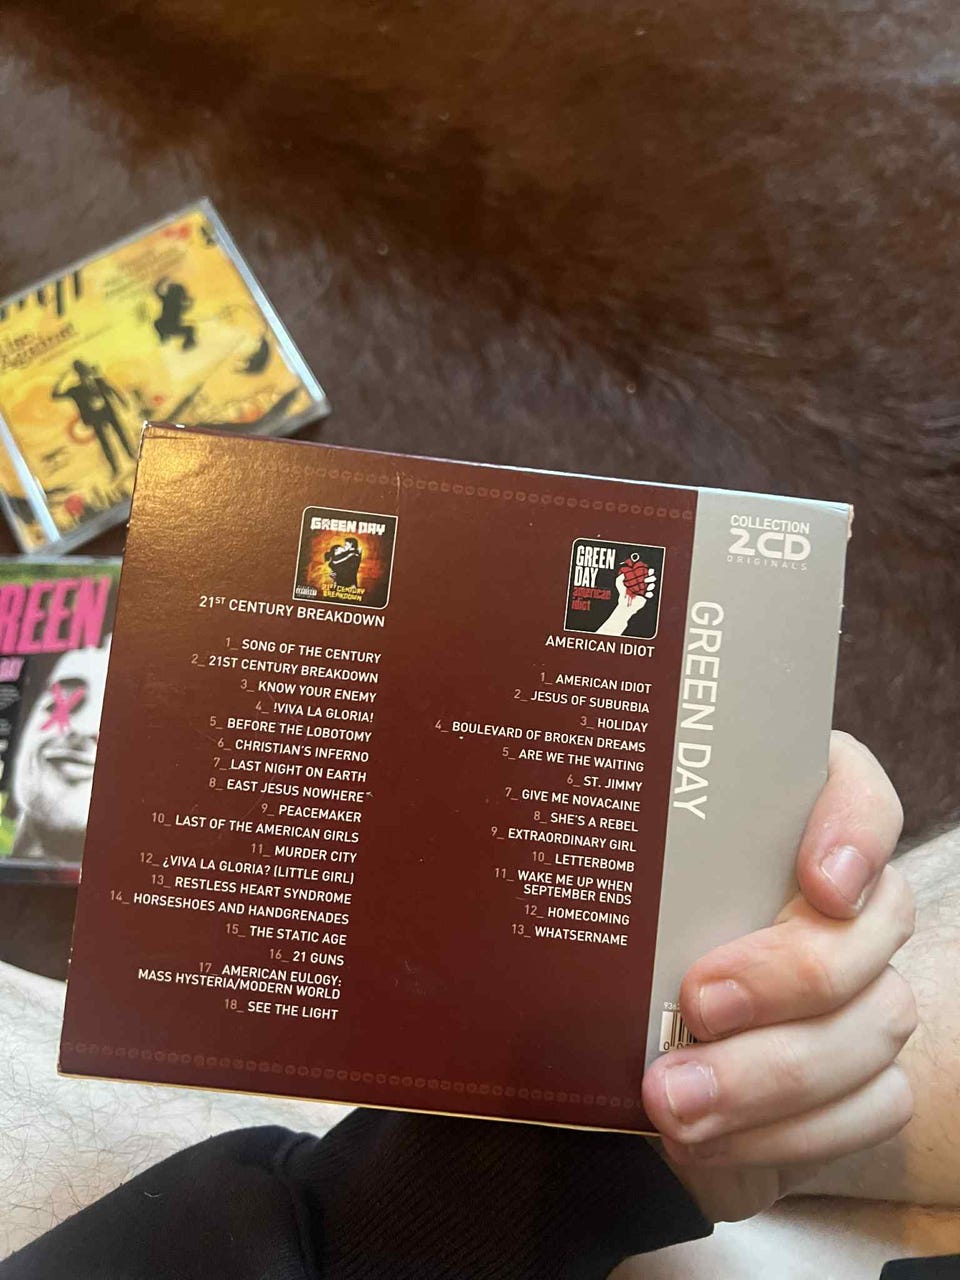 COLLECTION
2CD
ORIGINALS
GREEN DAY
GREEN DAY
21ST CENTURY
BREAKDOWN
21ST CENTURY BREAKDOWN
1_ SONG OF THE CENTURY
2_ 21ST CENTURY BREAKDOWN
3_ KNOW YOUR ENEMY
4_ !VIVA LA GLORIA!
5_ BEFORE THE LOBOTOMY
6_ CHRISTIAN'S INFERNO
7_ LAST NIGHT ON EARTH
8_ EAST JESUS NOWHERE
9_ PEACEMAKER
10_ LAST OF THE AMERICAN GIRLS
11_ MURDER CITY
12_ ¿VIVA LA GLORIA? (LITTLE GIRL)
13_ RESTLESS HEART SYNDROME
14_ HORSESHOES AND HANDGRENADES
15_ THE STATIC AGE
16_ 21 GUNS
17_ AMERICAN EULOGY:
MASS HYSTERIA/MODERN WORLD
18_ SEE THE LIGHT
GREEN
DAY
american
idiot
AMERICAN IDIOT
1_ AMERICAN IDIOT
2_ JESUS OF SUBURBIA
3_ HOLIDAY
4_ BOULEVARD OF BROKEN DREAMS
5_ ARE WE THE WAITING
6_ ST. JIMMY
7_ GIVE ME NOVACAINE
8_ SHE'S A REBEL
9_ EXTRAORDINARY GIRL
10_ LETTERBOMB
11_ WAKE ME UP WHEN
SEPTEMBER ENDS
12_ HOMECOMING
13_ WHATSERNAME
REEN